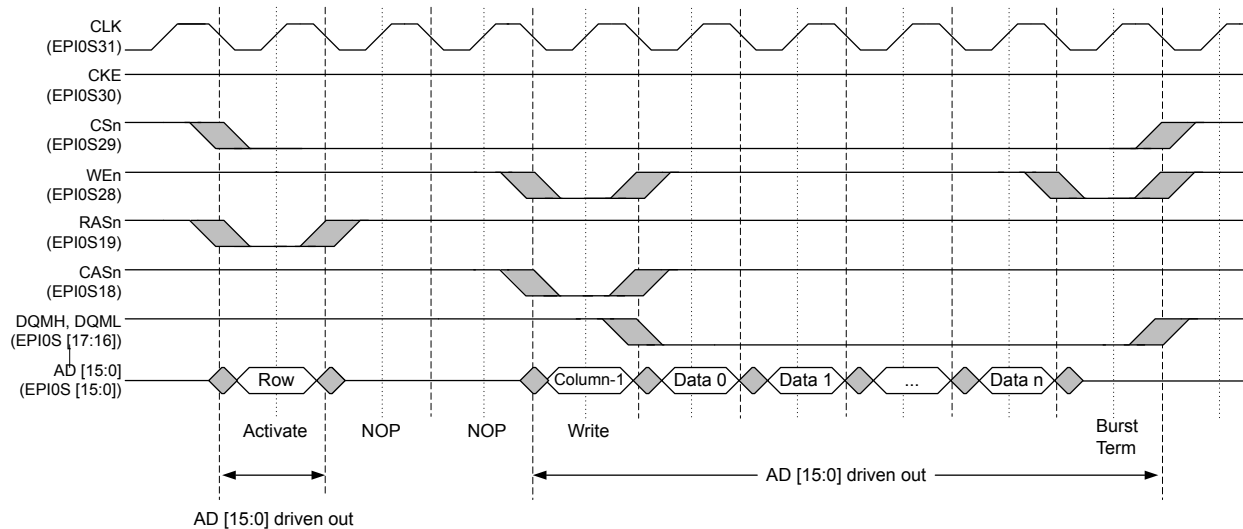 CLK
(EPI0S31)
CKE
(EPI0S30)
CSn
(EPI0S29)
WEn
(EPI0S28)
RASn
(EPI0S19)
CASn
(EPI0S18)
DQMH, DQML
(EPI0S [17:16])
AD [15:0]
(EPI0S [15:0])
Row
Column-1
Data 0
Data 1
...
Data n
Activate
NOP
NOP
Write
Burst
Term
AD [15:0] driven out
AD [15:0] driven out